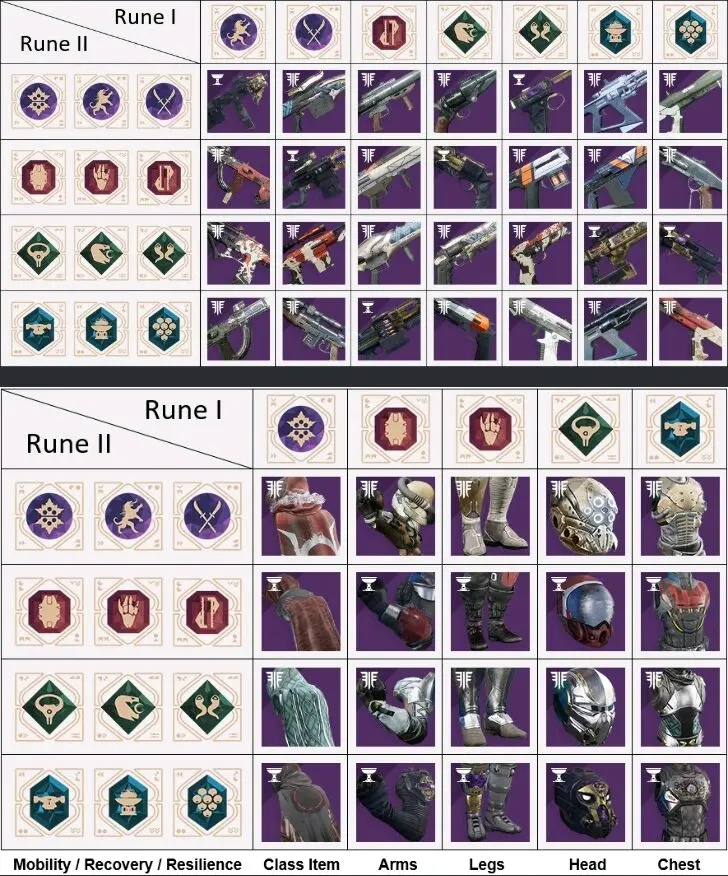 Rune I
Rune II
Rune I
Rune II
Mobility / Recovery / Resilience Class Item Arms Legs Head Chest